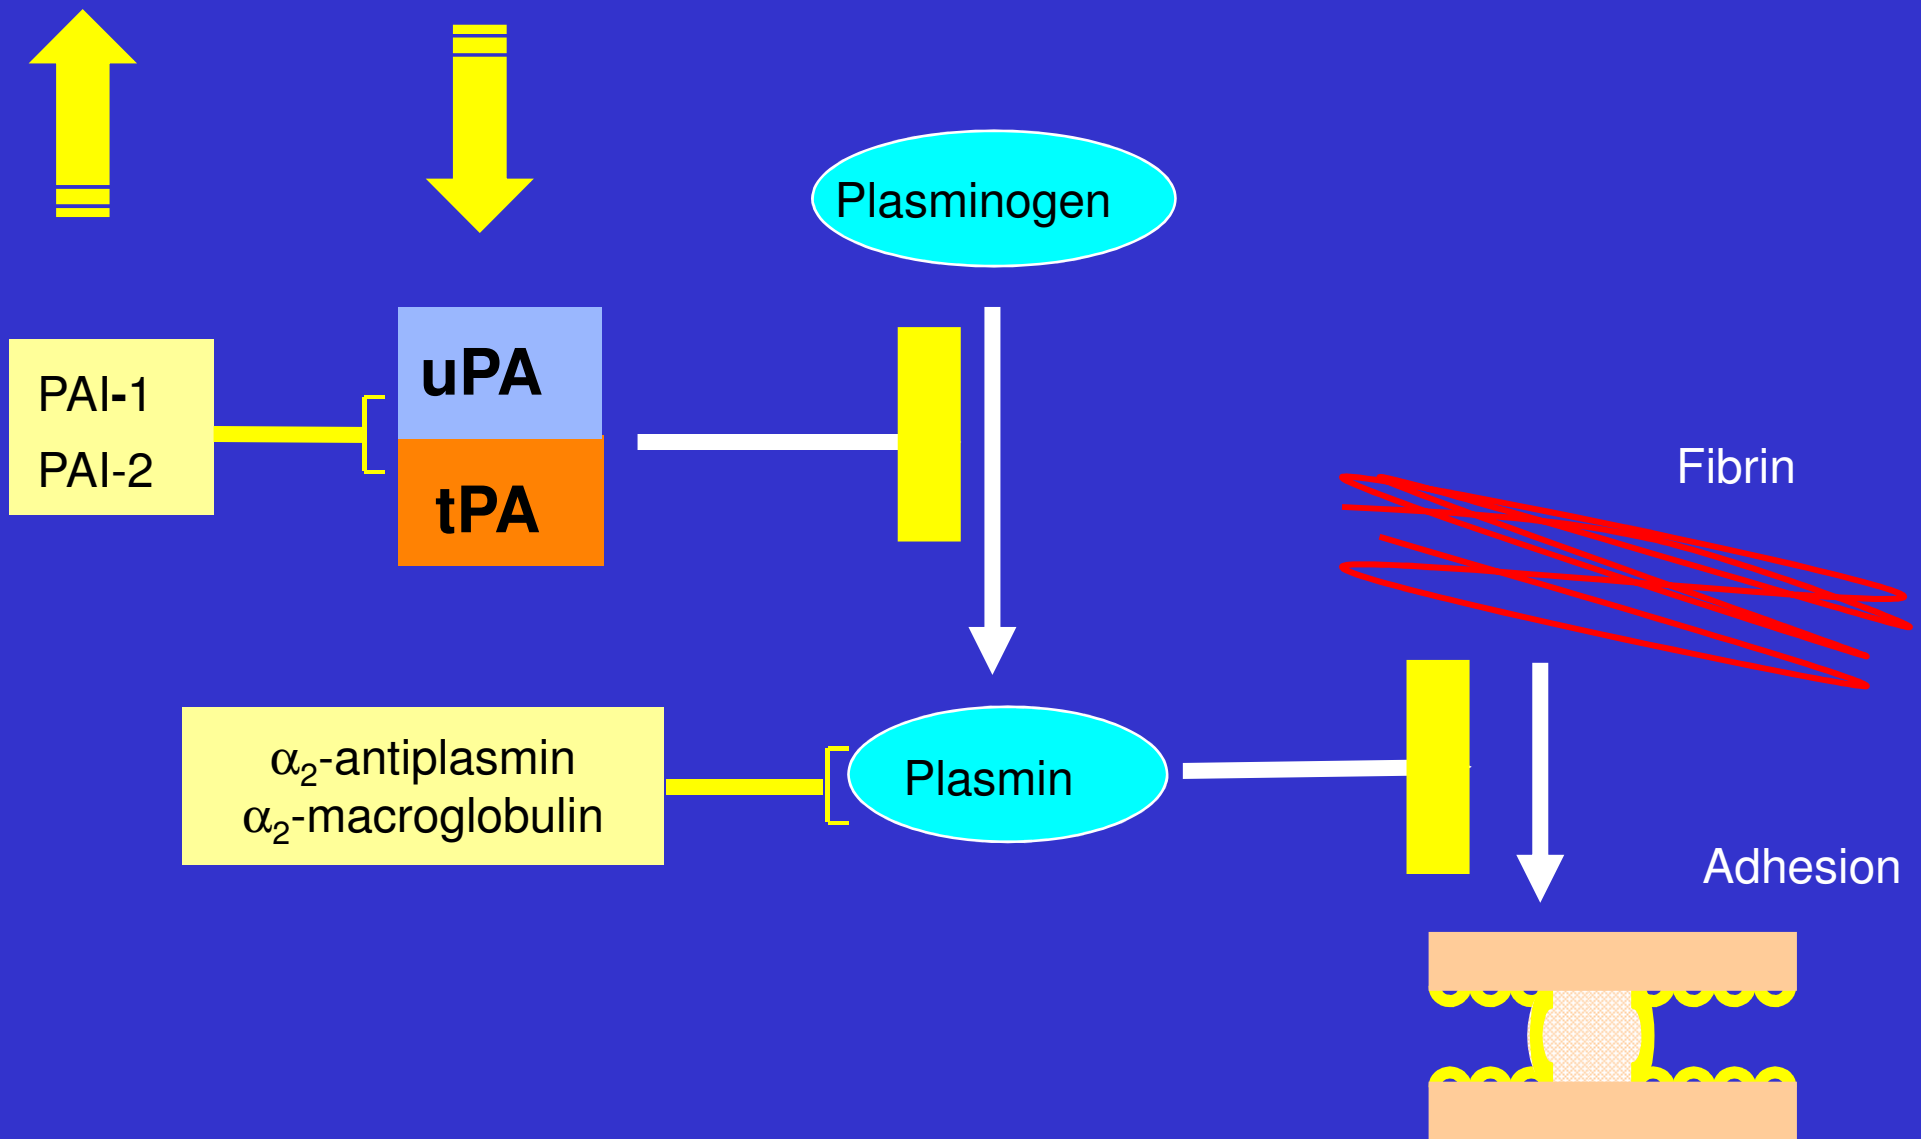 Plasminogen
uPA
PAI-1
tPA
PAI-2
Fibrin
α₂-antiplasmin
α₂-macroglobulin
Plasmin
Adhesion